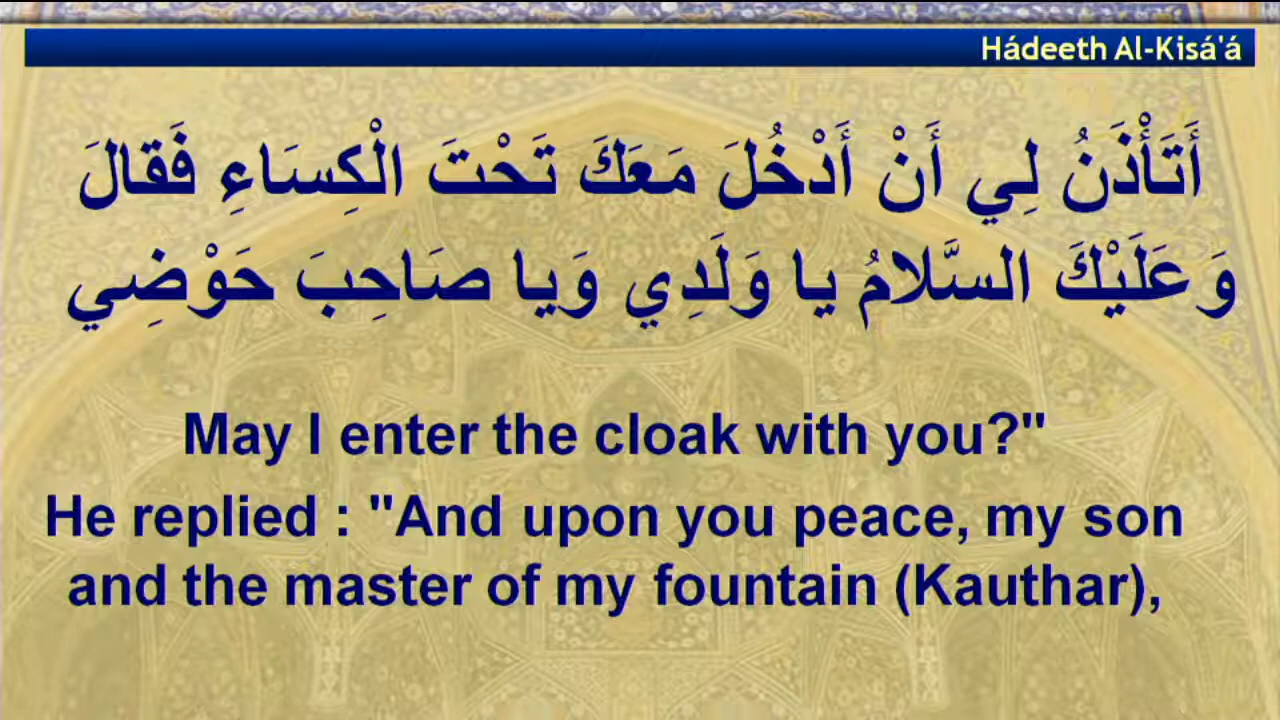 Hádeeth Al-Kisá'á
أَتَأْذَنُ لِي أَنْ أَدْخُلَ مَعَكَ تَحْتَ الْكِسَاءِ فَقالَ
وَعَلَيْكَ السَّلامُ يا وَلَدِي وَيا صَاحِبَ حَوْضِي
May I enter the cloak with you?"
He replied : "And upon you peace, my son
and the master of my fountain (Kauthar),